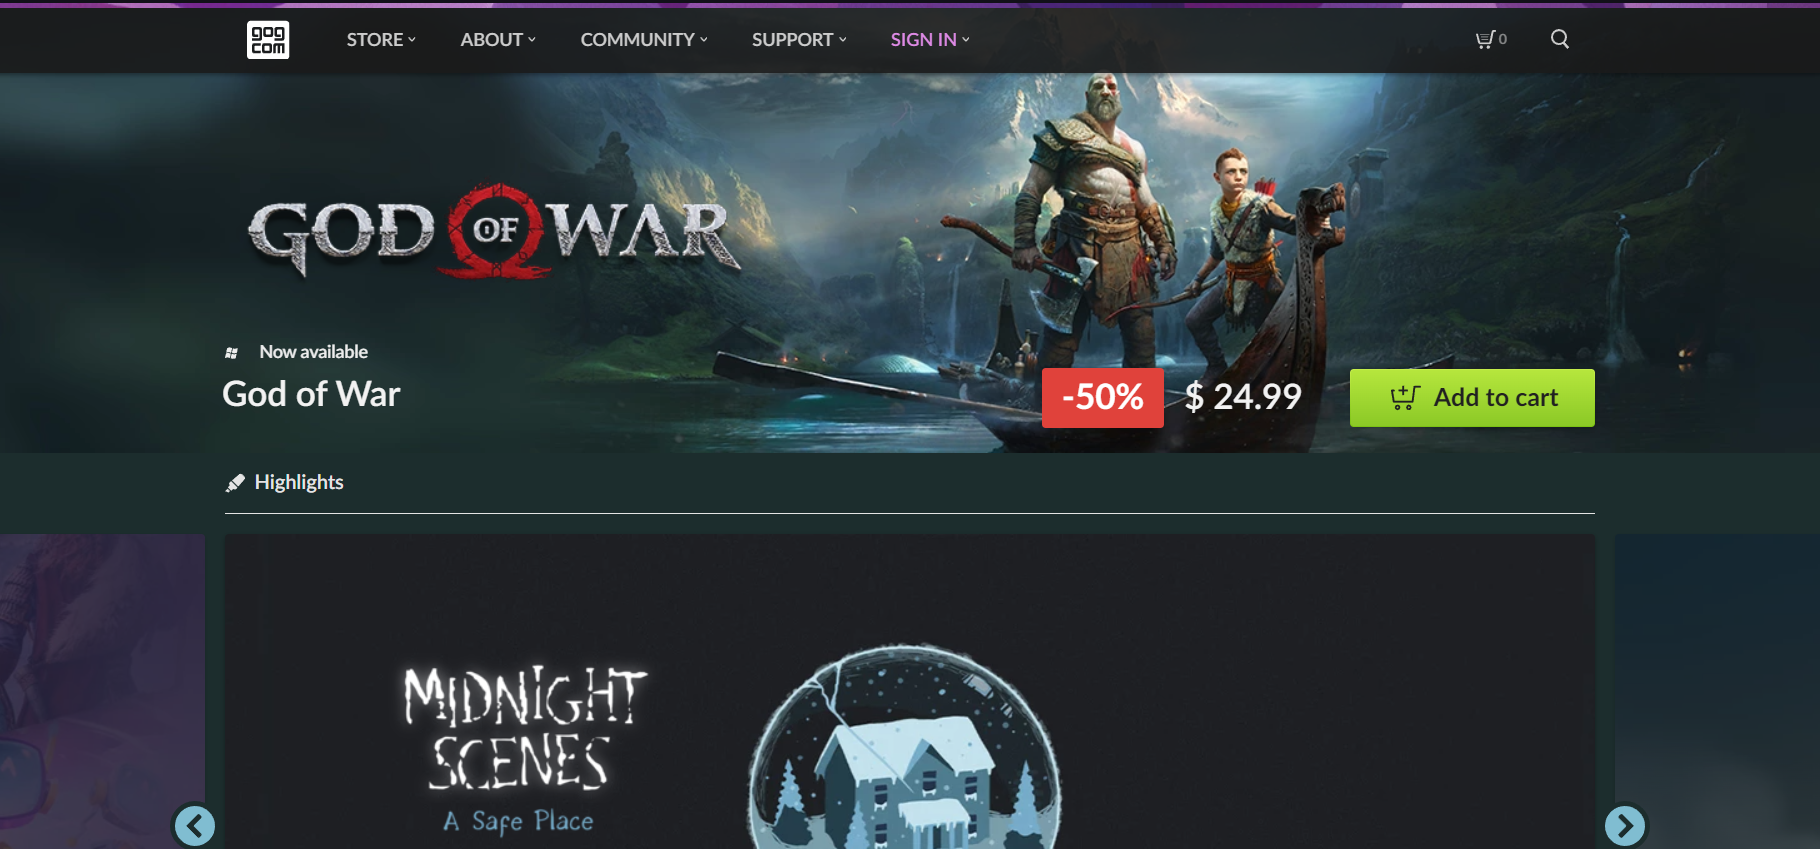 gog
com
STORE
ABOUT
COMMUNITY
SUPPORT
SIGN IN
0
GOD OF WAR
Now available
God of War
-50%
$ 24.99
Add to cart
Highlights
MIDNIGHT
SCENES
A Safe Place